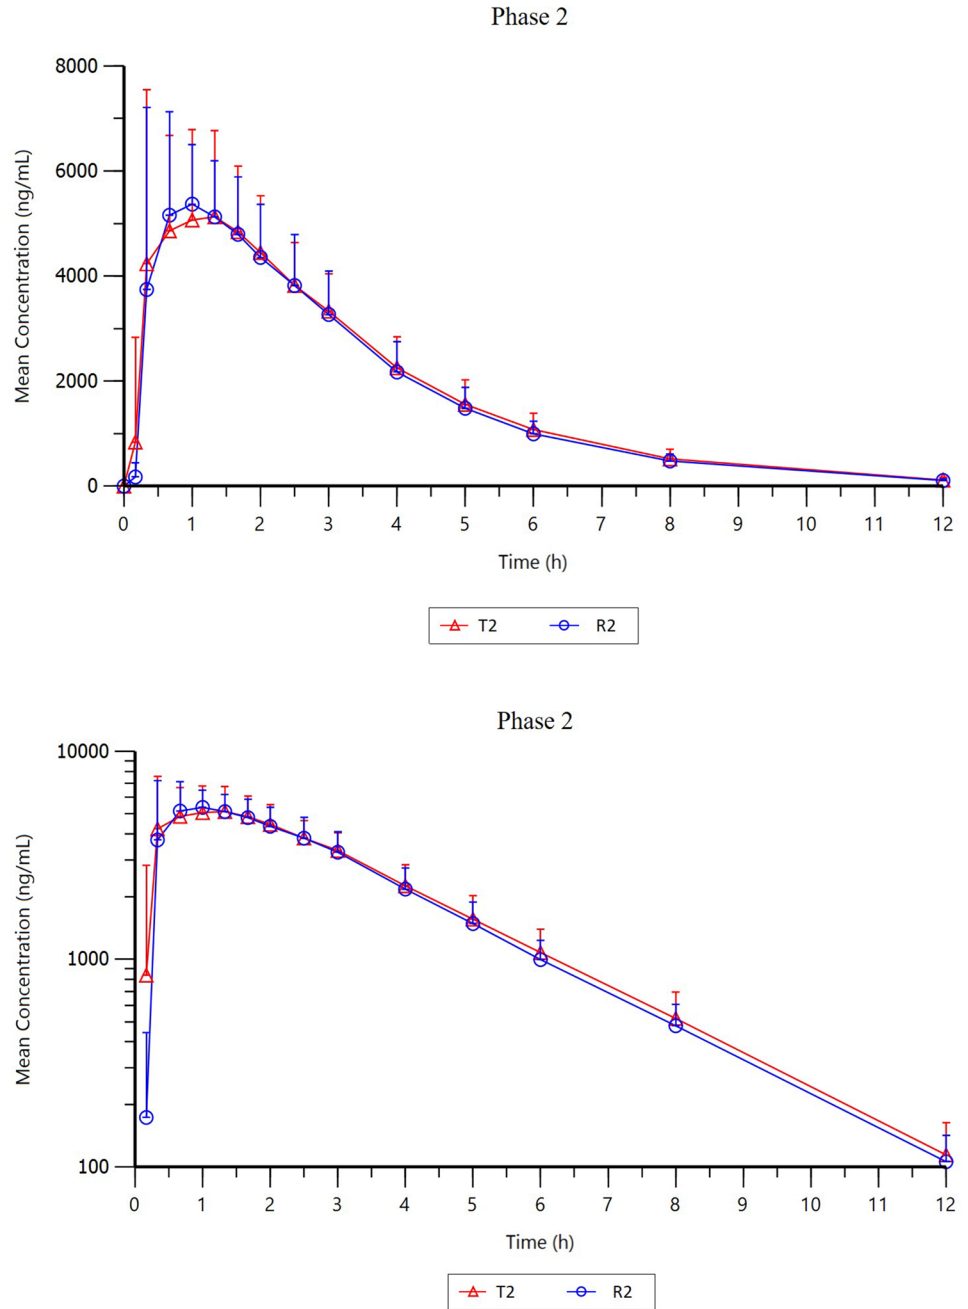 Phase 2
8000
6000
4000
2000
0
Mean Concentration (ng/mL)
0 1 2 3 4 5 6 7 8 9 10 11 12
Time (h)
T2 R2
Phase 2
10000
1000
100
Mean Concentration (ng/mL)
0 1 2 3 4 5 6 7 8 9 10 11 12
Time (h)
T2 R2